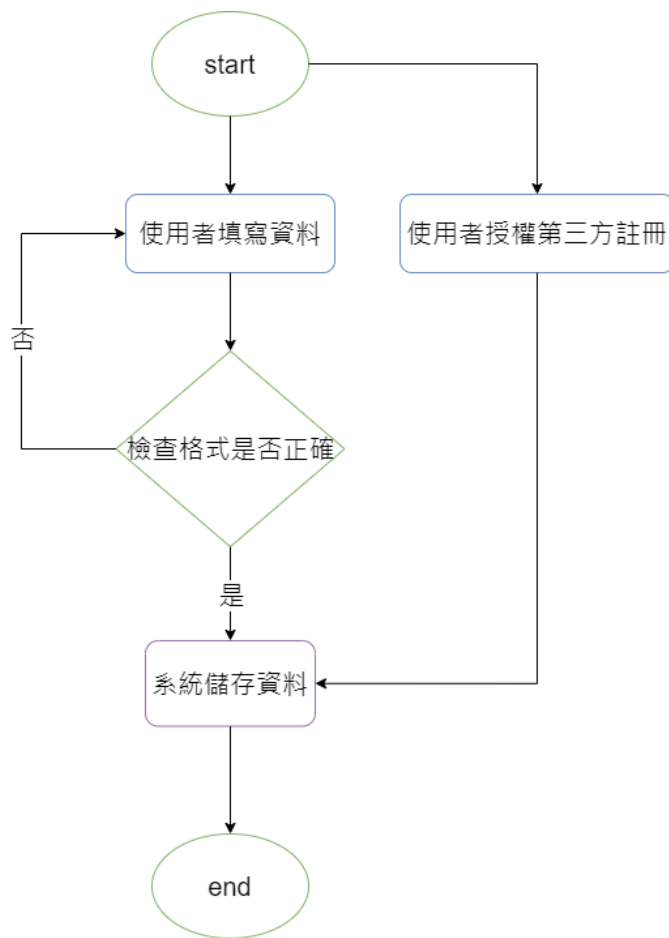 start
使用者填寫資料
使用者授權第三方註冊
否
檢查格式是否正確
是
系統儲存資料
end